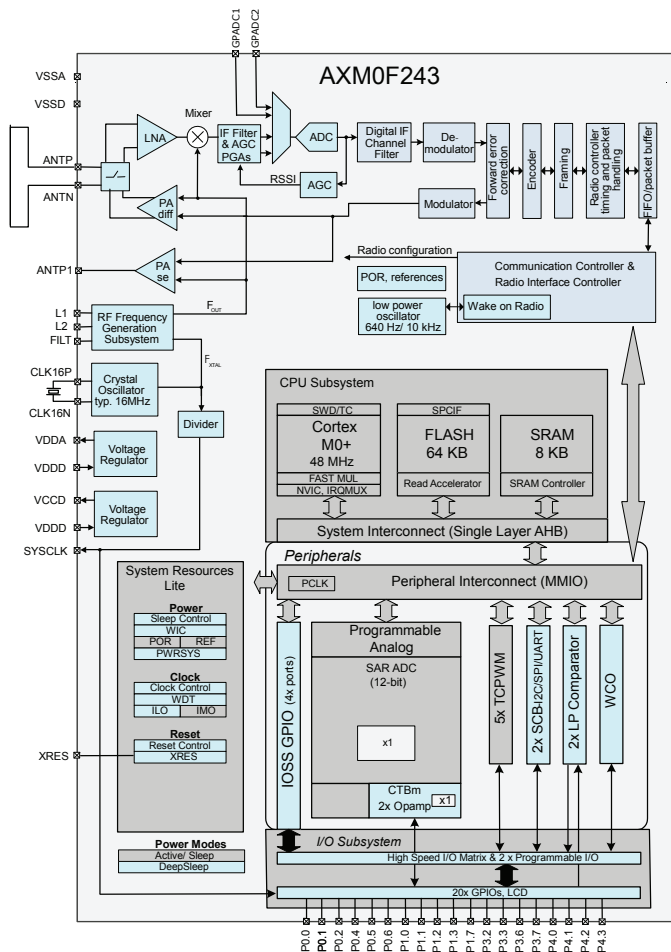 GPADC1
GPADC2
AXM0F243
VSSA
VSSD
Mixer
LNA
IF Filter
& AGC
PGAs
ADC
Digital IF
Channel
Filter
De-
modulator
Forward error
correction
Encoder
Framing
Radio controller
timing and packet
handling
FIFO/packet buffer
ANTP
ANTN
RSSI
AGC
PA
diff
Modulator
ANTP1
PA
se
Radio configuration
POR, references
Communication Controller &
Radio Interface Controller
low power
oscillator
640 Hz/ 10 kHz
Wake on Radio
L1
L2
FILT
RF Frequency
Generation
Subsystem
FOUT
FXTAL
CLK16P
CLK16N
Crystal
Oscillator
typ. 16MHz
Divider
VDDA
VDDD
Voltage
Regulator
VCCD
VDDD
Voltage
Regulator
SYSCLK
CPU Subsystem
SWD/TC
Cortex
M0+
48 MHz
FAST MUL
NVIC, IRQMUX
SPCIF
FLASH
64 KB
Read Accelerator
SRAM
8 KB
SRAM Controller
System Interconnect (Single Layer AHB)
Peripherals
PCLK
Peripheral Interconnect (MMIO)
System Resources
Lite
Power
Sleep Control
WIC
POR
REF
PWRSYS
Clock
Clock Control
WDT
ILO
IMO
Reset
Reset Control
XRES
XRES
Power Modes
Active/ Sleep
DeepSleep
IOSS GPIO (4x ports)
Programmable
Analog
SAR ADC
(12-bit)
x1
CTBm
2x Opamp
x1
5x TCPWM
2x SCB-I2C/SPI/UART
2x LP Comparator
WCO
I/O Subsystem
High Speed I/O Matrix & 2 x Programmable I/O
20x GPIOs, LCD
P0.0
P0.1
P0.2
P0.4
P0.5
P0.6
P1.0
P1.1
P1.2
P1.3
P1.7
P3.2
P3.3
P3.6
P3.7
P4.0
P4.1
P4.2
P4.3